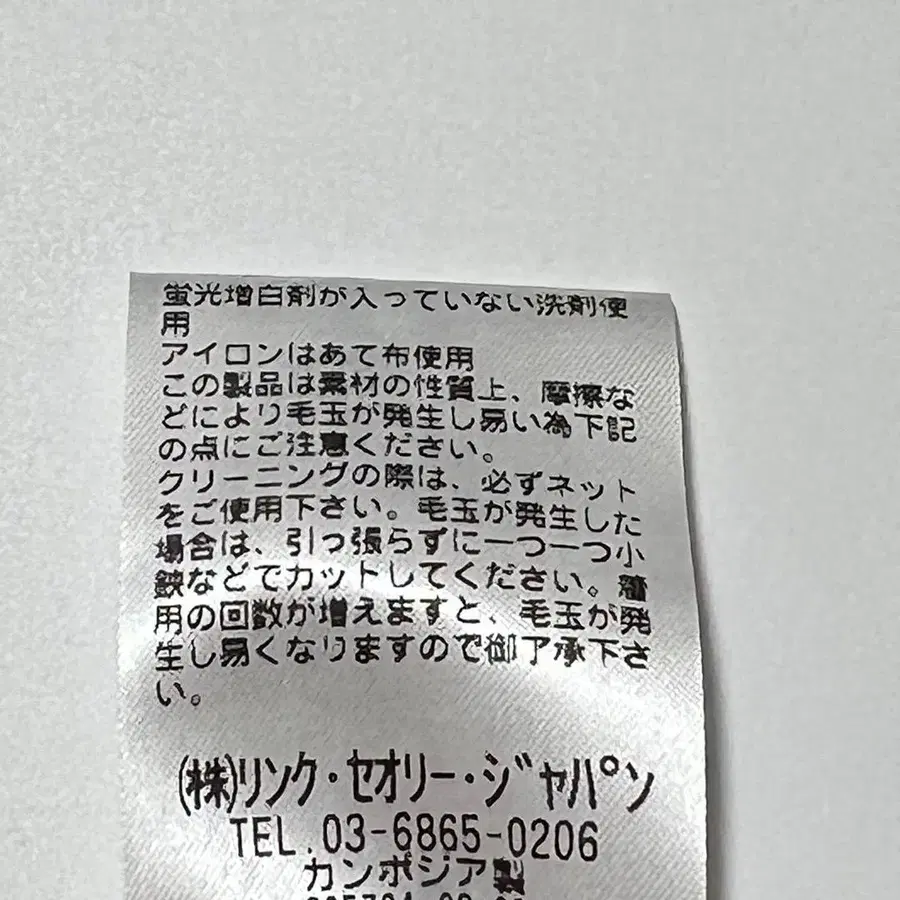 蛍光増白剤が入っていない洗剤使
用
アイロンはあて布使用
この製品は素材の性質上、摩擦な
どにより毛玉が発生し易い為下記
の点にご注意ください。
クリーニングの際は、必ずネット
をご使用下さい。毛玉が発生した
場合は、引っ張らずに一つ一つ小
鋏などでカットしてください。着
用の回数が増えますと、毛玉が発
生し易くなりますので御了承下さ
い。
(株)リンク・セオリー・ジャパン
TEL.03-6865-0206
カンボジア製